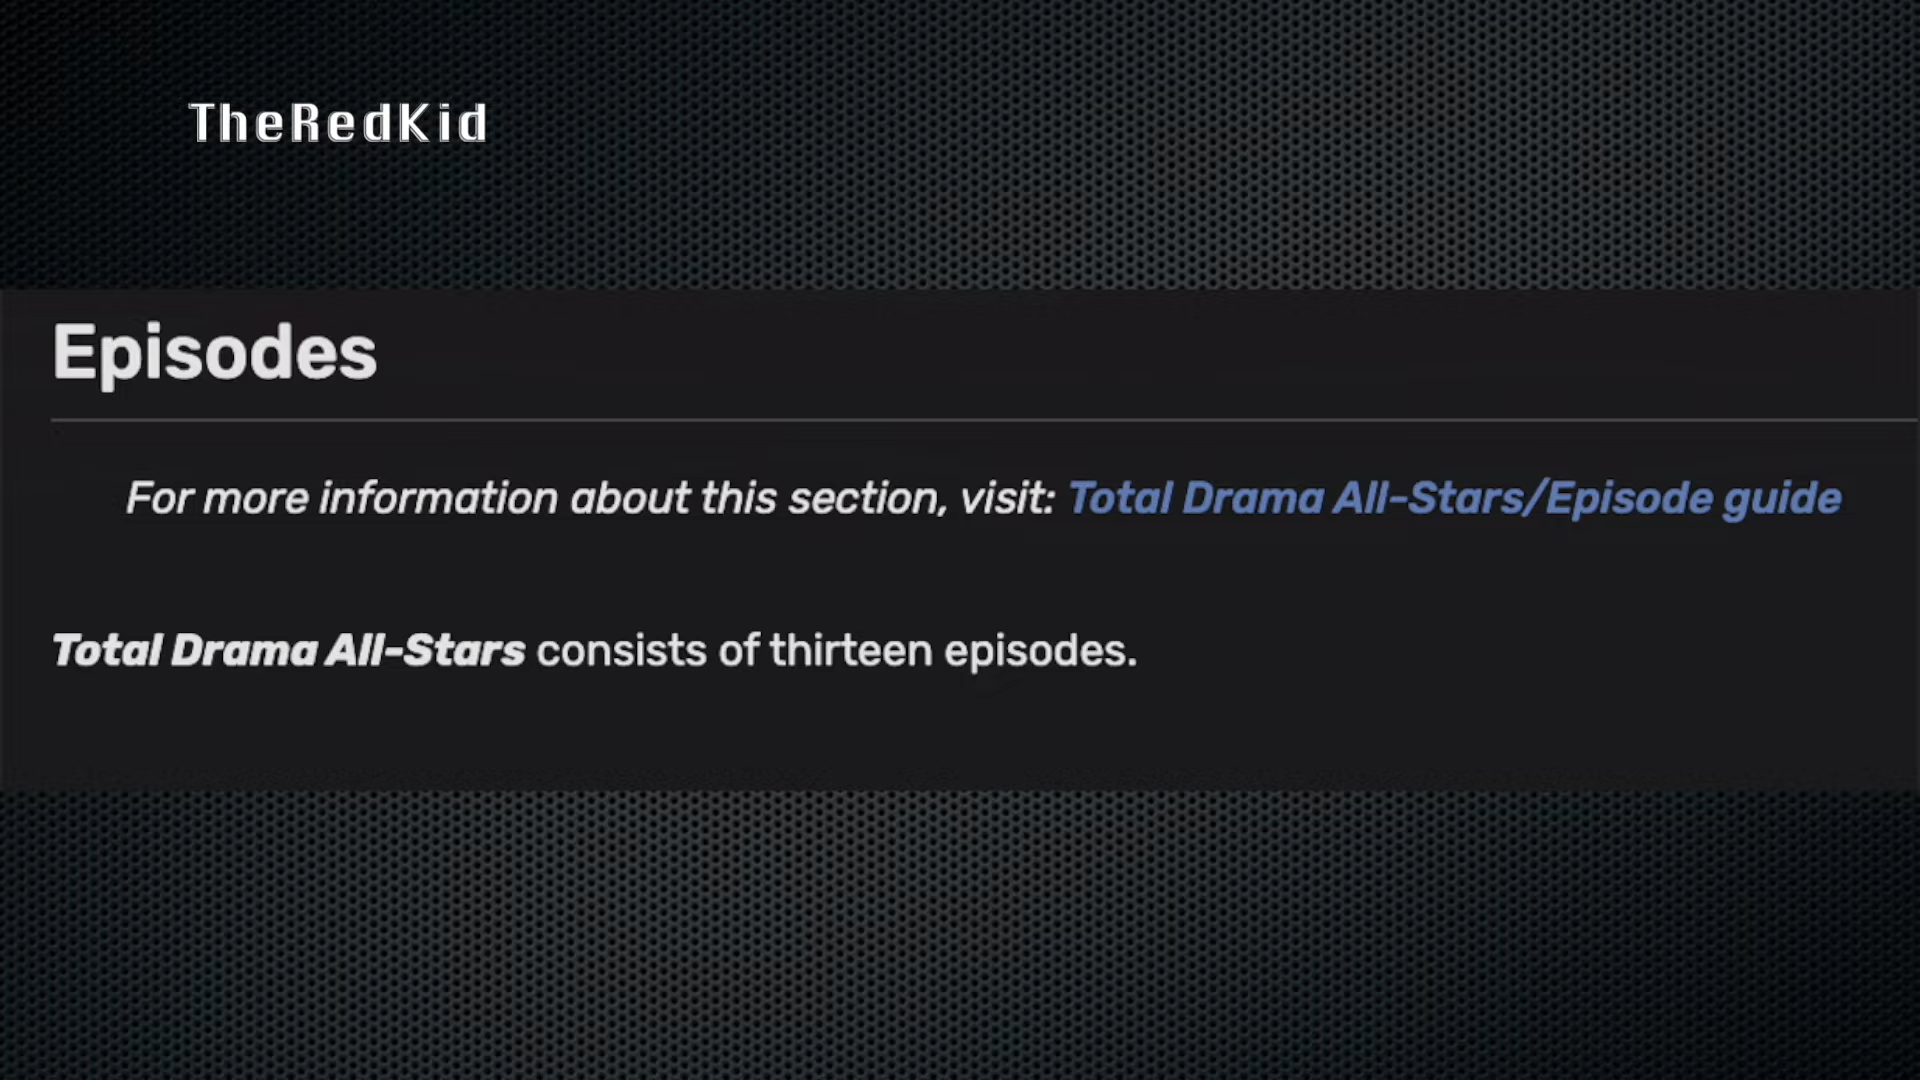 TheRedKid
Episodes
For more information about this section, visit: Total Drama All-Stars/Episode guide
Total Drama All-Stars consists of thirteen episodes.